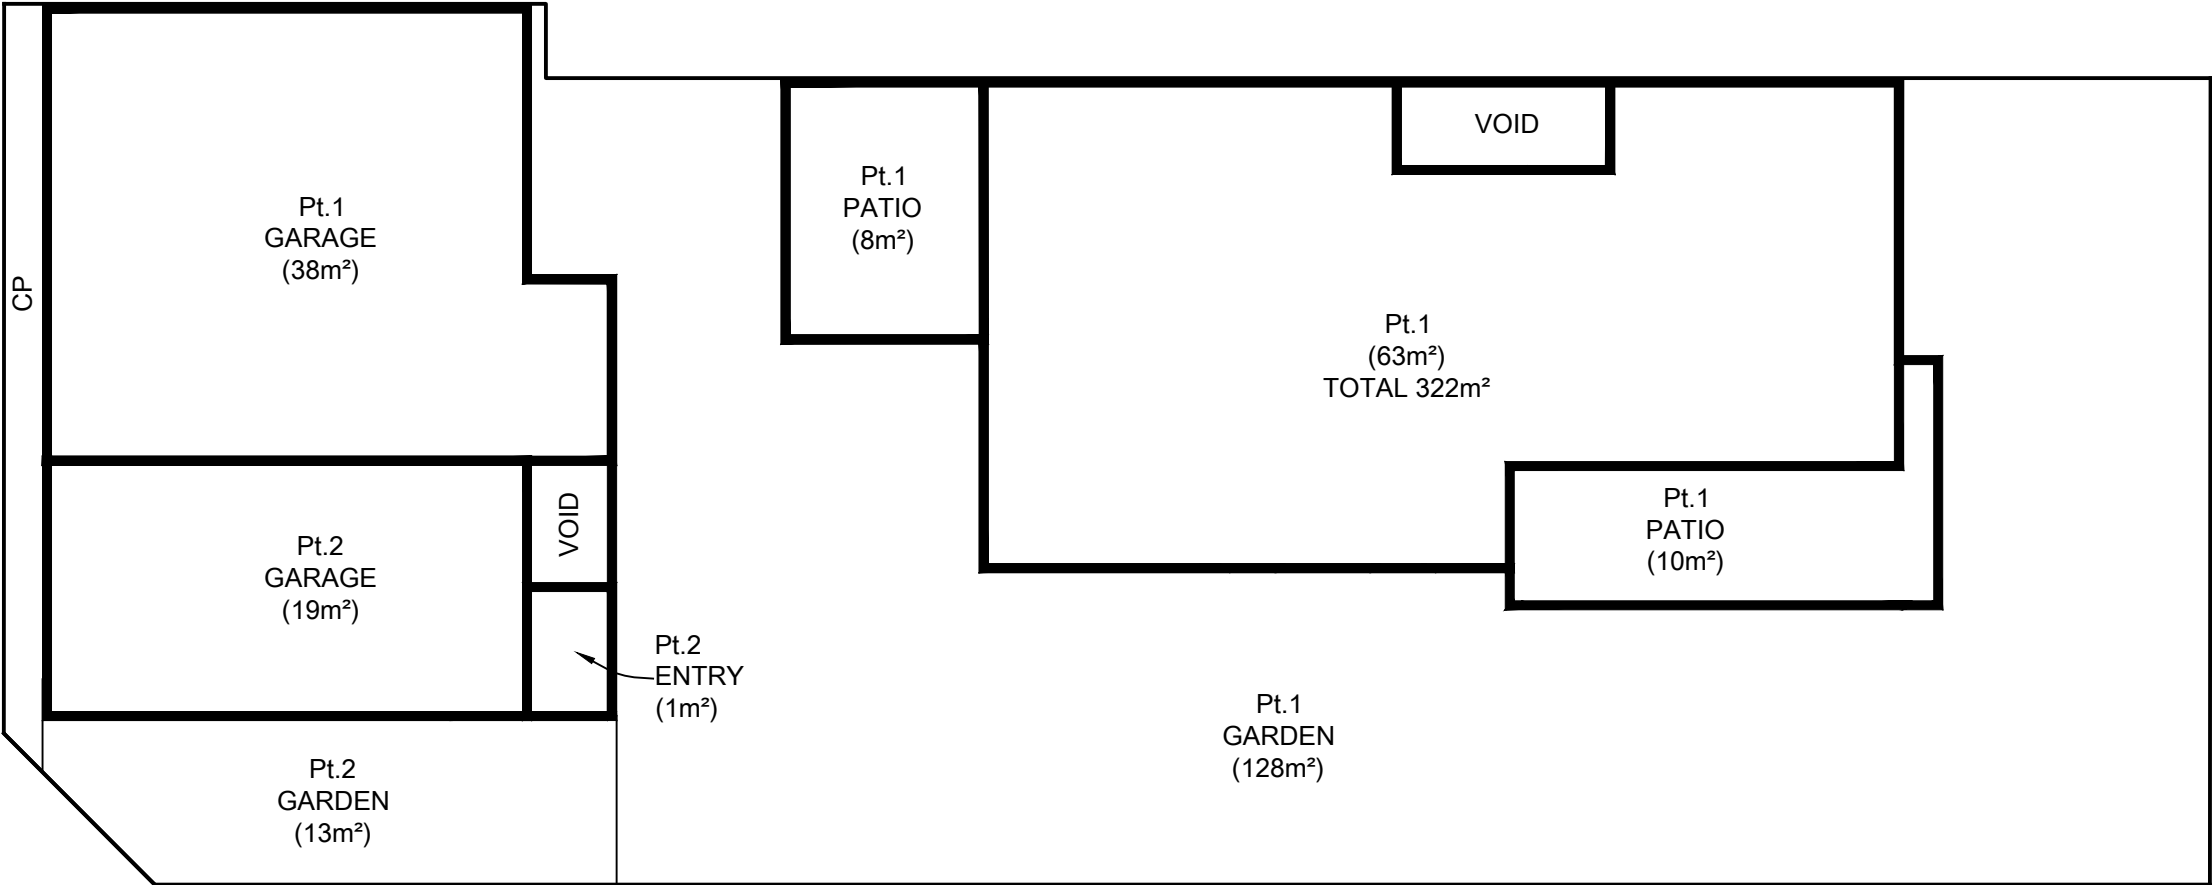 CP
Pt.1
GARAGE
(38m²)
Pt.1
PATIO
(8m²)
VOID
Pt.1
(63m²)
TOTAL 322m²
Pt.2
GARAGE
(19m²)
VOID
Pt.1
PATIO
(10m²)
Pt.2
ENTRY
(1m²)
Pt.2
GARDEN
(13m²)
Pt.1
GARDEN
(128m²)